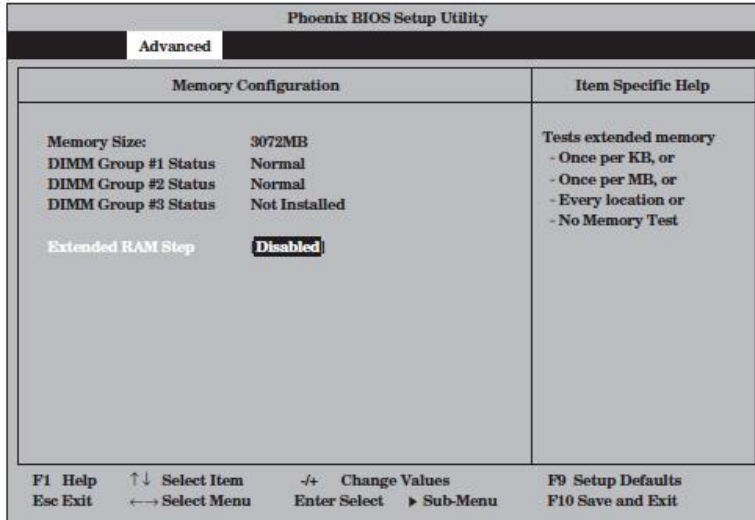 Phoenix BIOS Setup Utility
Advanced
Memory Configuration
Item Specific Help
Memory Size: 3072MB
DIMM Group #1 Status Normal
DIMM Group #2 Status Normal
DIMM Group #3 Status Not Installed
Extended RAM Step [Disabled]
Tests extended memory
- Once per KB, or
- Once per MB, or
- Every location or
- No Memory Test
F1 Help ↑↓ Select Item -/+ Change Values F9 Setup Defaults
Esc Exit ←→ Select Menu Enter Select ▶ Sub-Menu F10 Save and Exit